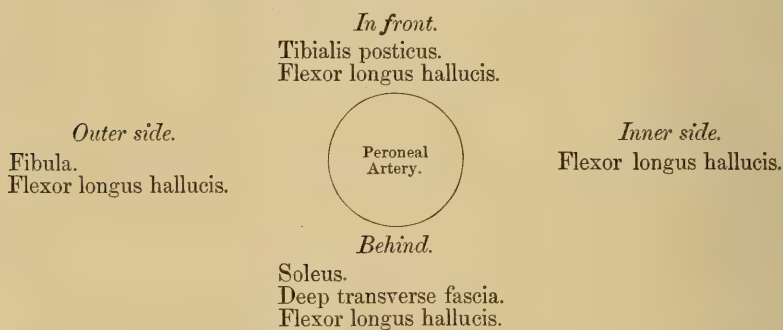 In front.
Tibialis posticus.
Flexor longus hallucis.
Outer side.
Fibula.
Flexor longus hallucis.
Peroneal
Artery.
Inner side.
Flexor longus hallucis.
Behind.
Soleus.
Deep transverse fascia.
Flexor longus hallucis.